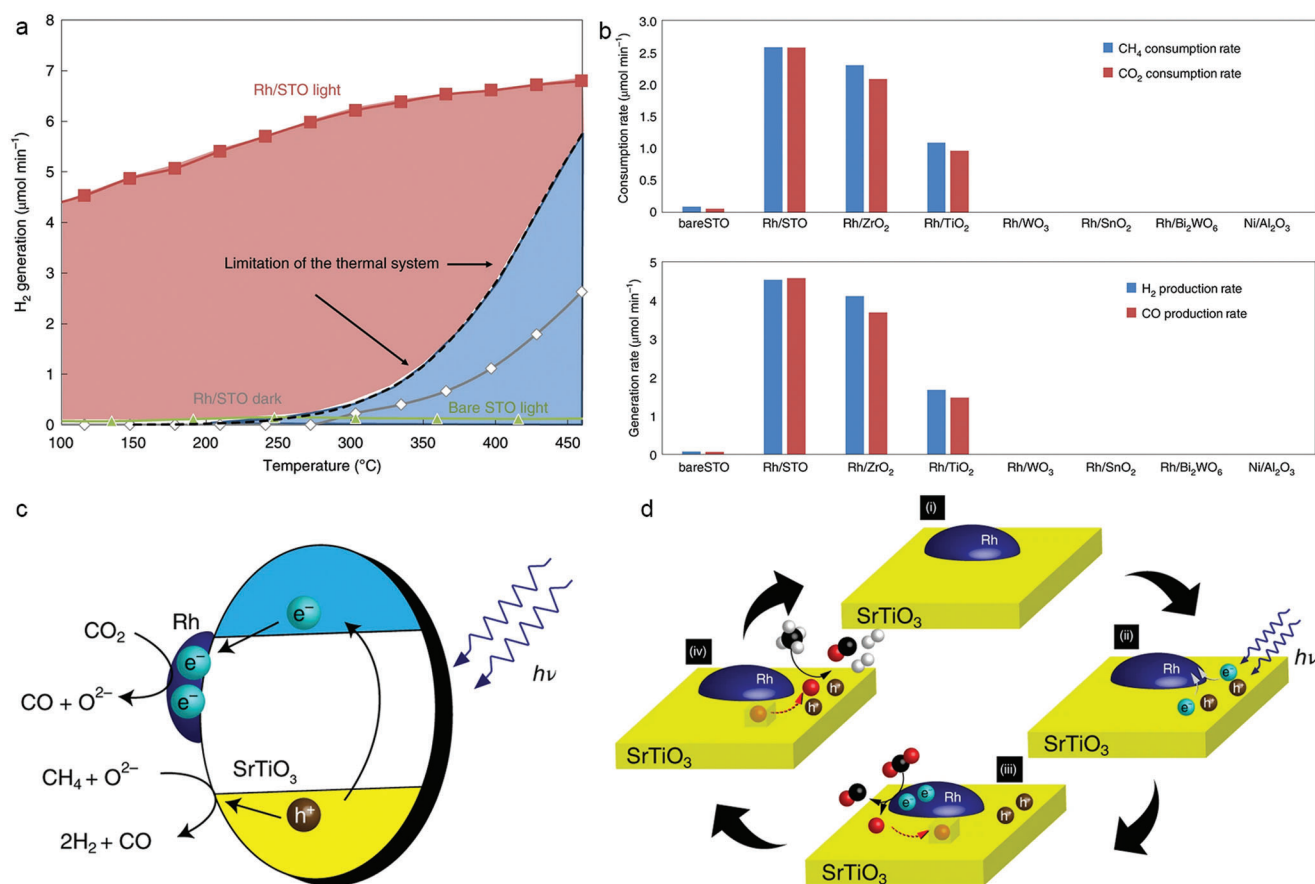 a
H₂ generation (μmol min⁻¹)
8
7
6
5
4
3
2
1
0
Rh/STO light
Limitation of the thermal system
Rh/STO dark
Bare STO light
100 150 200 250 300 350 400 450
Temperature (°C)
b
Consumption rate (μmol min⁻¹)
3.0
2.5
2.0
1.5
1.0
0.5
0
CH₄ consumption rate
CO₂ consumption rate
bareSTO Rh/STO Rh/ZrO₂ Rh/TiO₂ Rh/WO₃ Rh/SnO₂ Rh/Bi₂WO₆ Ni/Al₂O₃
Generation rate (μmol min⁻¹)
5
4
3
2
1
0
H₂ production rate
CO production rate
bareSTO Rh/STO Rh/ZrO₂ Rh/TiO₂ Rh/WO₃ Rh/SnO₂ Rh/Bi₂WO₆ Ni/Al₂O₃
c
Rh
CO₂
e⁻
e⁻
e⁻
CO + O²⁻
hν
SrTiO₃
CH₄ + O²⁻
h⁺
2H₂ + CO
d
(i)
Rh
SrTiO₃
(ii)
Rh
hν
e⁻
h⁺
e⁻
h⁺
SrTiO₃
(iii)
Rh
e⁻ e⁻
h⁺
h⁺
SrTiO₃
(iv)
Rh
h⁺
h⁺
SrTiO₃